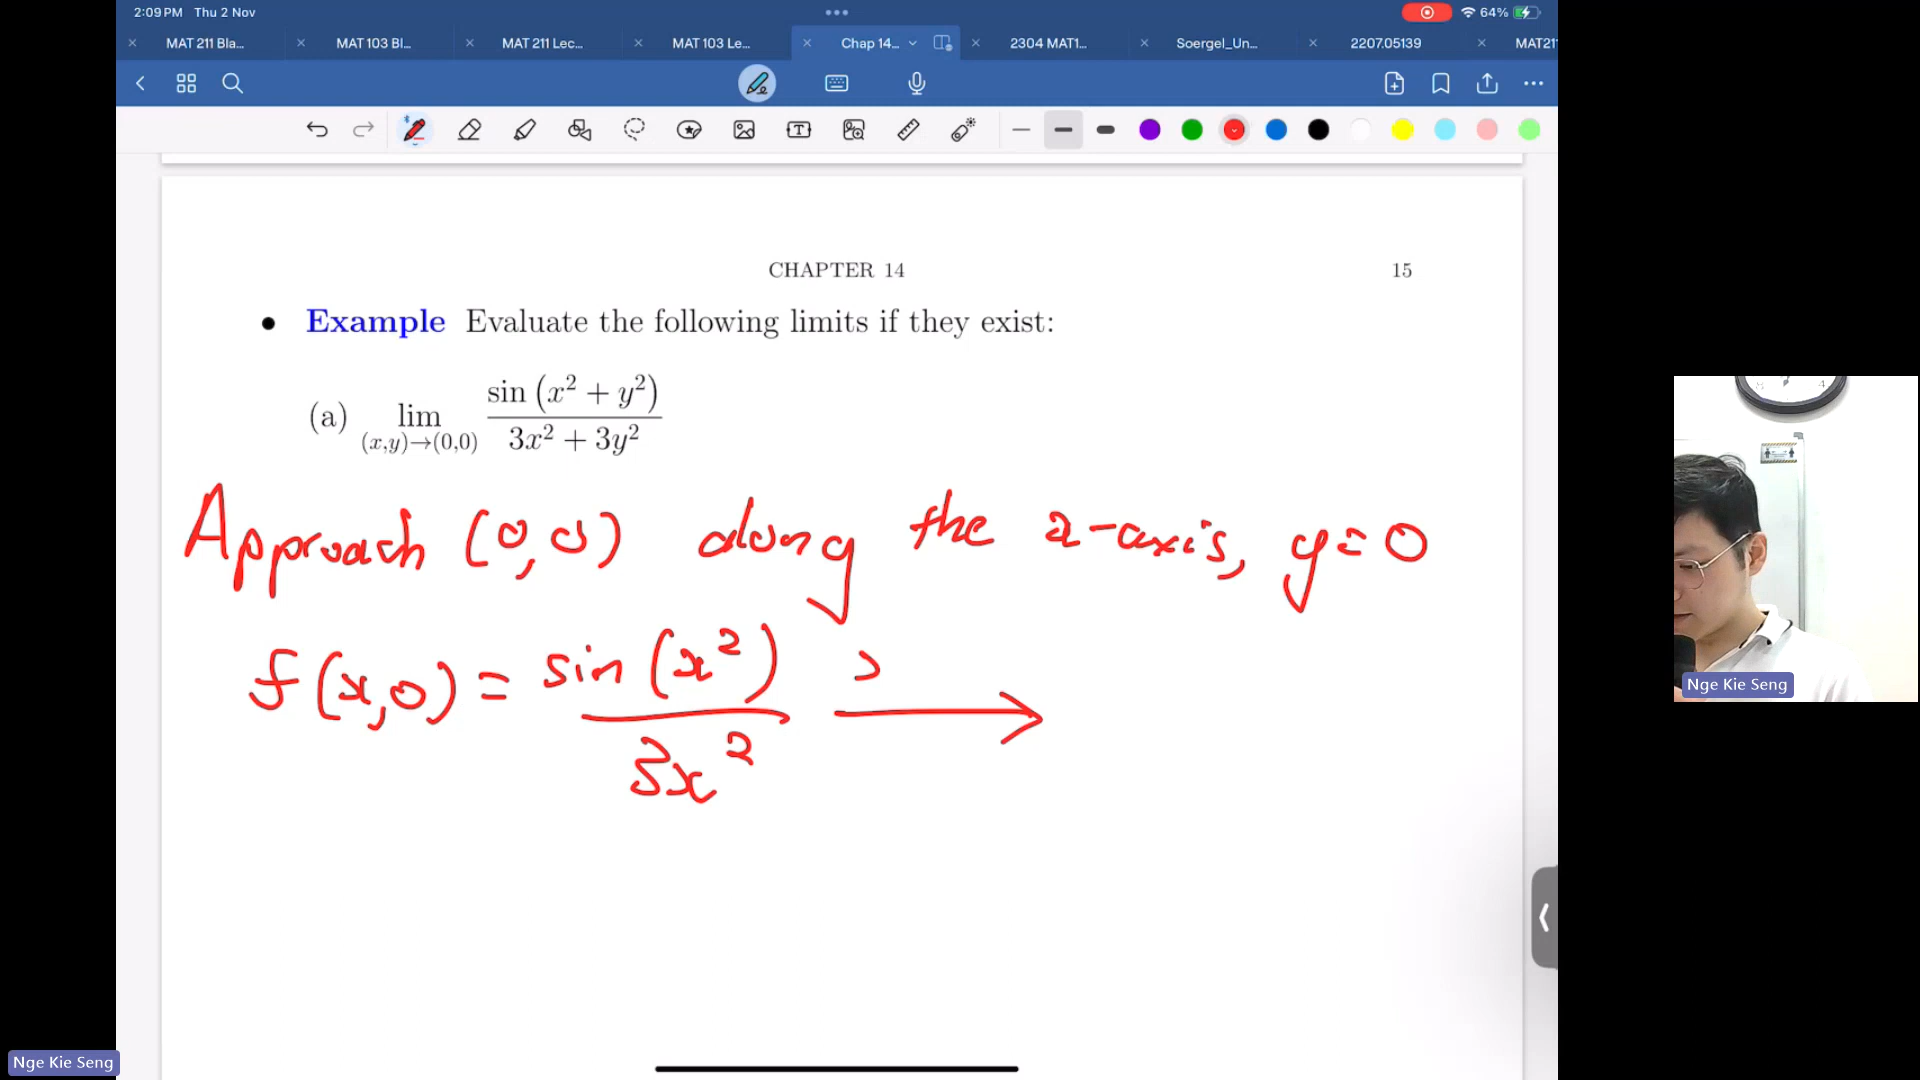 2:09 PM Thu 2 Nov
64%
MAT 211 Bla...
MAT 103 Bl...
MAT 211 Lec...
MAT 103 Le...
Chap 14...
2304 MAT1...
Soergel_Un...
2207.05139
MAT21
CHAPTER 14 15
• Example Evaluate the following limits if they exist:
(a) lim (x,y)→(0,0) sin (x² + y²) / 3x² + 3y²
Approach (0,0) along the x-axis, y=0
f(x,0) = sin (x²) / 3x² →
Nge Kie Seng
Nge Kie Seng